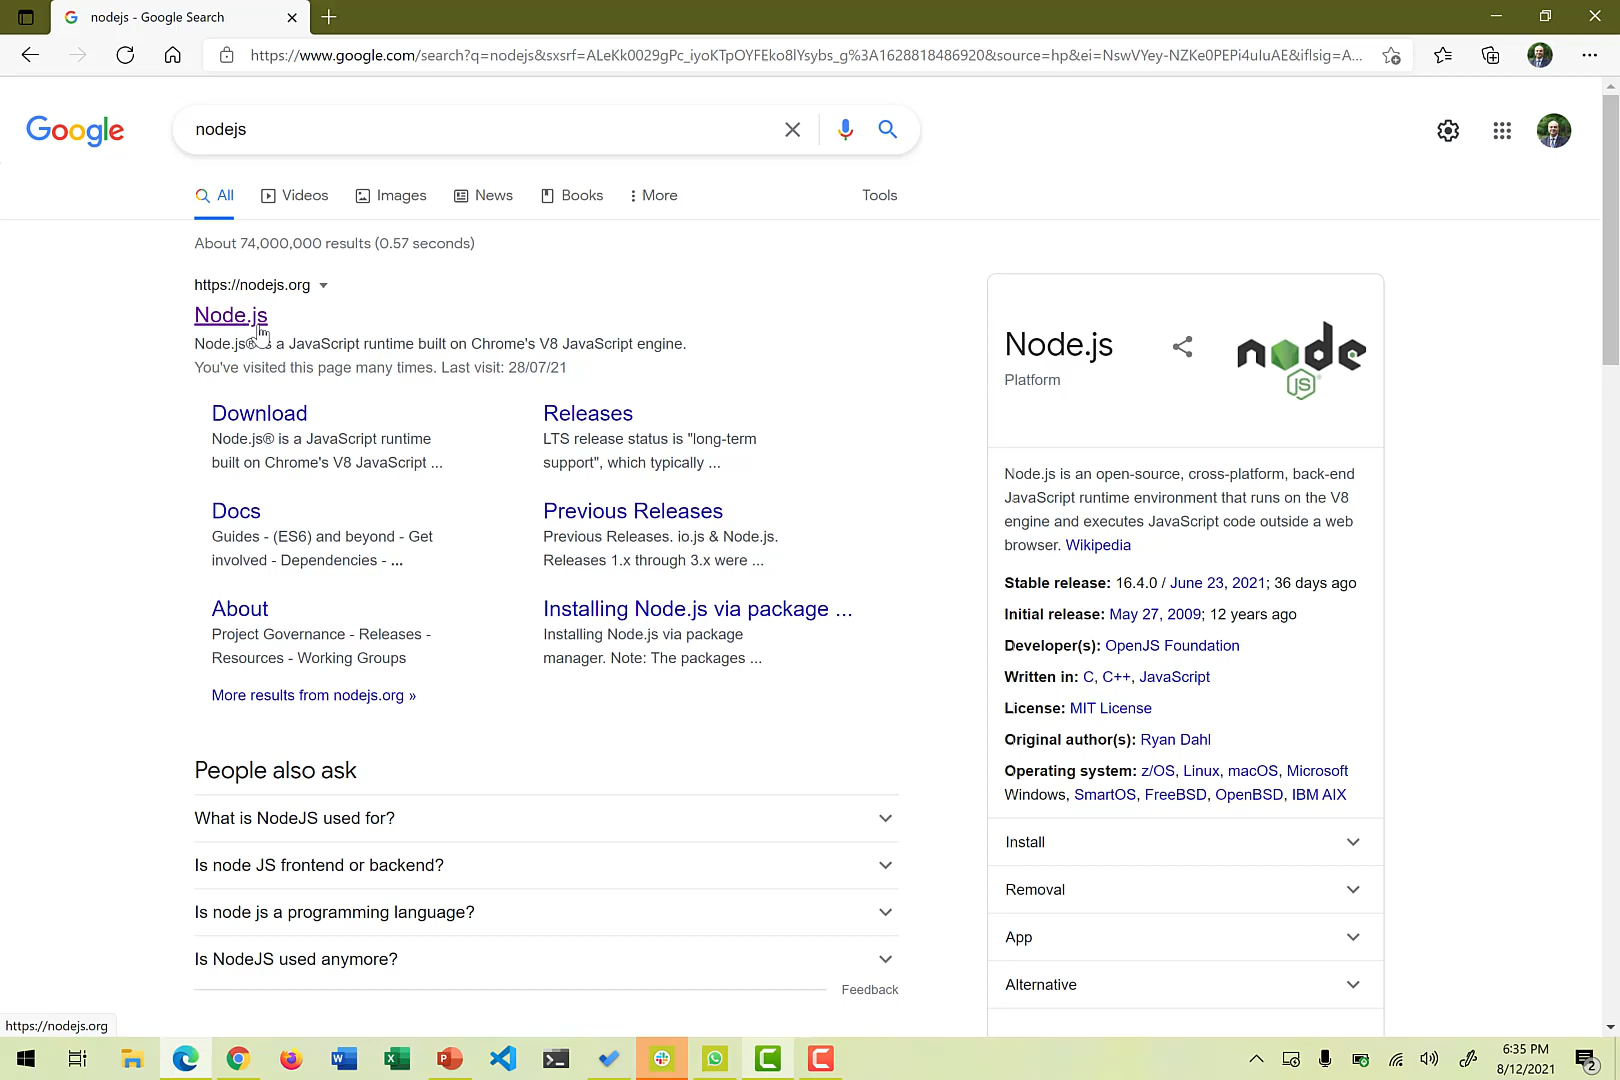 nodejs - Google Search
https://www.google.com/search?q=nodejs&sxsrf=ALeKk0029gPc_iyoKTpOYFEko8lYsybs_g%3A1628818486920&source=hp&ei=NswVYey-NZKe0PEPi4uIuAE&iflsig=A...
Google
nodejs
All Videos Images News Books More Tools
About 74,000,000 results (0.57 seconds)
https://nodejs.org
Node.js
Node.js® is a JavaScript runtime built on Chrome's V8 JavaScript engine.
You've visited this page many times. Last visit: 28/07/21
Download
Node.js® is a JavaScript runtime
built on Chrome's V8 JavaScript ...
Releases
LTS release status is "long-term
support", which typically ...
Docs
Guides - (ES6) and beyond - Get
involved - Dependencies - ...
Previous Releases
Previous Releases. io.js & Node.js.
Releases 1.x through 3.x were ...
About
Project Governance - Releases -
Resources - Working Groups
Installing Node.js via package ...
Installing Node.js via package
manager. Note: The packages ...
More results from nodejs.org »
People also ask
What is NodeJS used for?
Is node JS frontend or backend?
Is node js a programming language?
Is NodeJS used anymore?
Feedback
Node.js
Platform
node
JS
Node.js is an open-source, cross-platform, back-end
JavaScript runtime environment that runs on the V8
engine and executes JavaScript code outside a web
browser. Wikipedia
Stable release: 16.4.0 / June 23, 2021; 36 days ago
Initial release: May 27, 2009; 12 years ago
Developer(s): OpenJS Foundation
Written in: C, C++, JavaScript
License: MIT License
Original author(s): Ryan Dahl
Operating system: z/OS, Linux, macOS, Microsoft
Windows, SmartOS, FreeBSD, OpenBSD, IBM AIX
Install
Removal
App
Alternative
https://nodejs.org
6:35 PM
8/12/2021
2